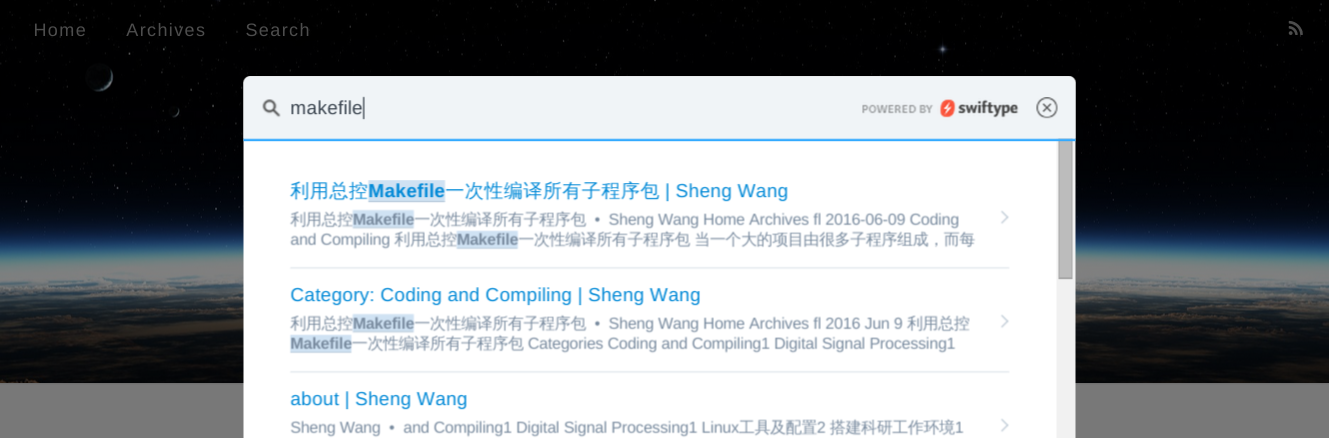 Home Archives Search
makefile POWERED BY swiftype
利用总控Makefile一次性编译所有子程序包 | Sheng Wang
利用总控Makefile一次性编译所有子程序包 • Sheng Wang Home Archives fl 2016-06-09 Coding
and Compiling 利用总控Makefile一次性编译所有子程序包 当一个大的项目由很多子程序组成，而每
Category: Coding and Compiling | Sheng Wang
利用总控Makefile一次性编译所有子程序包 • Sheng Wang Home Archives fl 2016 Jun 9 利用总控
Makefile一次性编译所有子程序包 Categories Coding and Compiling1 Digital Signal Processing1
about | Sheng Wang
Sheng Wang • and Compiling1 Digital Signal Processing1 Linux工具及配置2 搭建科研工作环境1